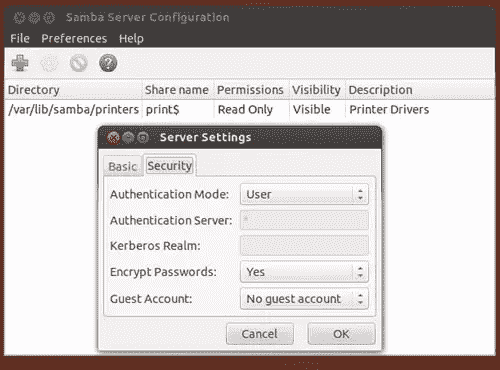 Samba Server Configuration
File Preferences Help
Directory Share name Permissions Visibility Description
/var/lib/samba/printers print$ Read Only Visible Printer Drivers
Server Settings
Basic Security
Authentication Mode: User
Authentication Server: *
Kerberos Realm:
Encrypt Passwords: Yes
Guest Account: No guest account
Cancel OK